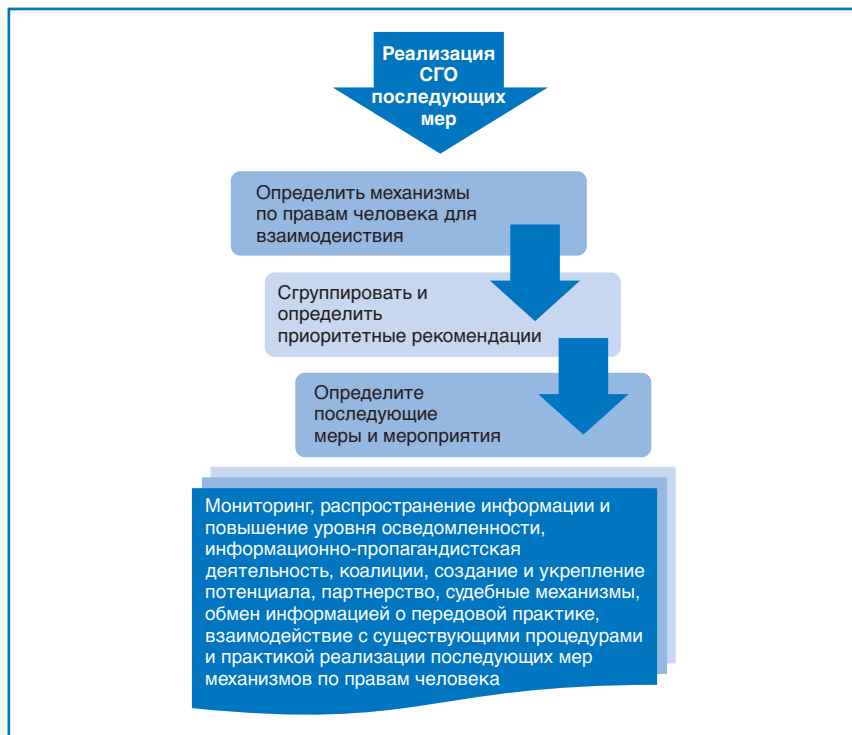 Реализация
СГО
последующих
мер
Определить механизмы
по правам человека для
взаимодеиствия
Сгруппировать и
определить
приоритетные рекомендации
Определите
последующие
меры и мероприятия
Мониторинг, распространение информации и
повышение уровня осведомленности,
информационно-пропагандистская
деятельность, коалиции, создание и укрепление
потенциала, партнерство, судебные механизмы,
обмен информацией о передовой практике,
взаимодействие с существующими процедурами
и практикой реализации последующих мер
механизмов по правам человека